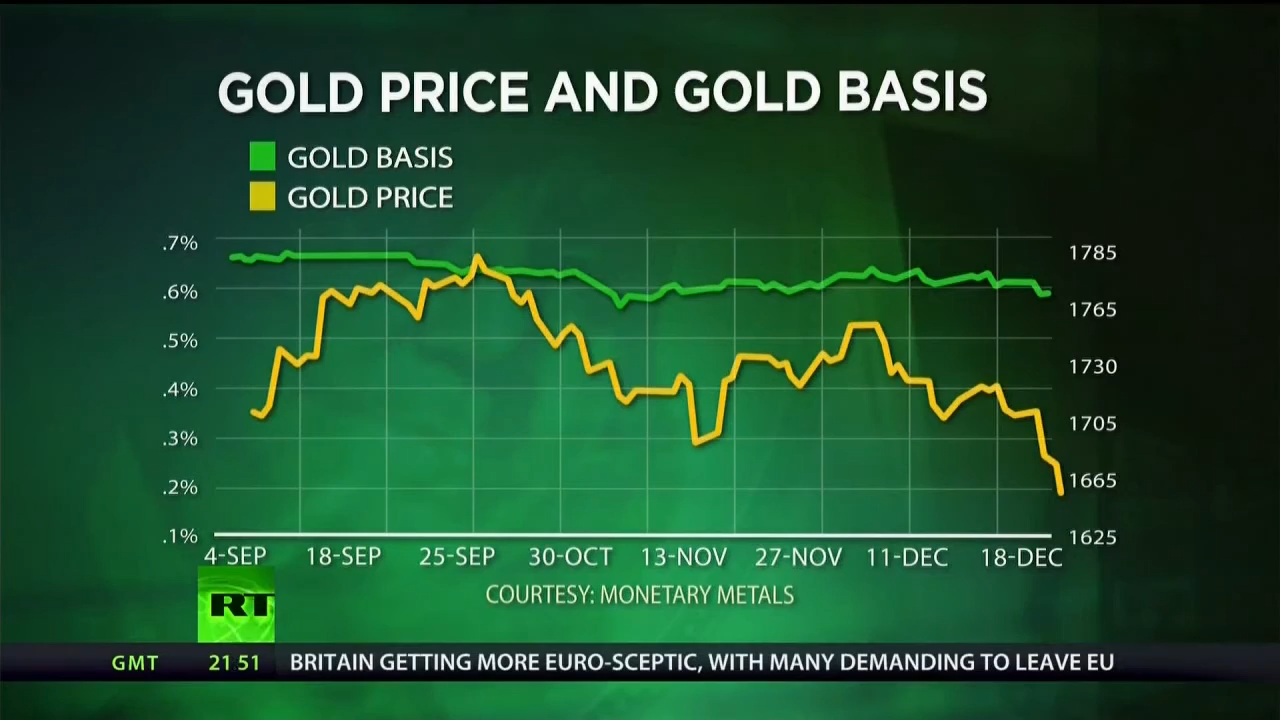 GOLD PRICE AND GOLD BASIS
GOLD BASIS
GOLD PRICE
.7%
.6%
.5%
.4%
.3%
.2%
.1%
1785
1765
1730
1705
1665
1625
4-SEP 18-SEP 25-SEP 30-OCT 13-NOV 27-NOV 11-DEC 18-DEC
COURTESY: MONETARY METALS
RT
GMT 21 51 BRITAIN GETTING MORE EURO-SCEPTIC, WITH MANY DEMANDING TO LEAVE EU